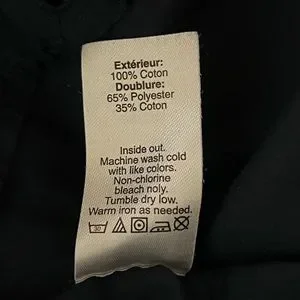 Extérieur:
100% Coton
Doublure:
65% Polyester
35% Coton
Inside out.
Machine wash cold
with like colors.
Non-chlorine
bleach noly.
Tumble dry low.
Warm iron as needed.
30